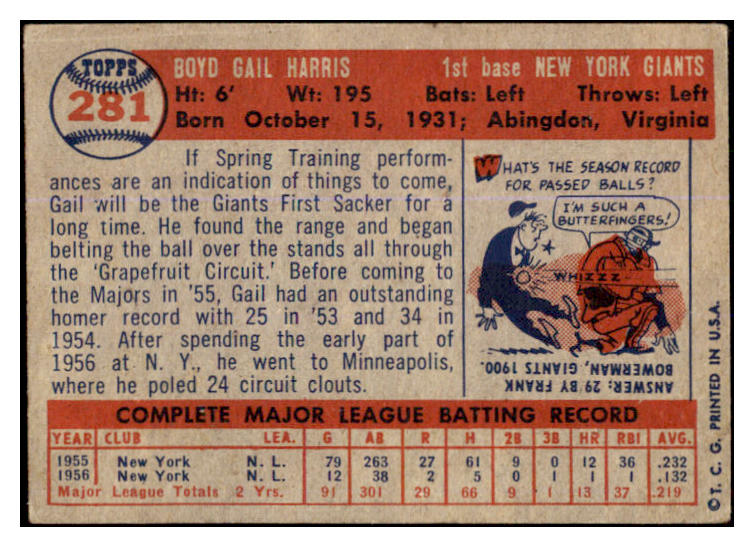 TOPPS
281
BOYD GAIL HARRIS 1st base NEW YORK GIANTS
Ht: 6' Wt: 195 Bats: Left Throws: Left
Born October 15, 1931; Abingdon, Virginia
If Spring Training perform-
ances are an indication of things to come,
Gail will be the Giants First Sacker for a
long time. He found the range and began
belting the ball over the stands all through
the 'Grapefruit Circuit.' Before coming to
the Majors in '55, Gail had an outstanding
homer record with 25 in '53 and 34 in
1954. After spending the early part of
1956 at N. Y., he went to Minneapolis,
where he poled 24 circuit clouts.
WHAT'S THE SEASON RECORD
FOR PASSED BALLS?
I'M SUCH A
BUTTERFINGERS!
WHIZZZ
ANSWER: 29 BY FRANK
BOWERMAN, GIANTS 1900.
COMPLETE MAJOR LEAGUE BATTING RECORD
YEAR CLUB LEA. G AB R H 2B 3B HR RBI AVG.
1955 New York N. L. 79 263 27 61 9 0 12 36 .232
1956 New York N. L. 12 38 2 5 0 1 1 1 .132
Major League Totals 2 Yrs. 91 301 29 66 9 1 13 37 .219
© T. C. G. PRINTED IN U.S.A.